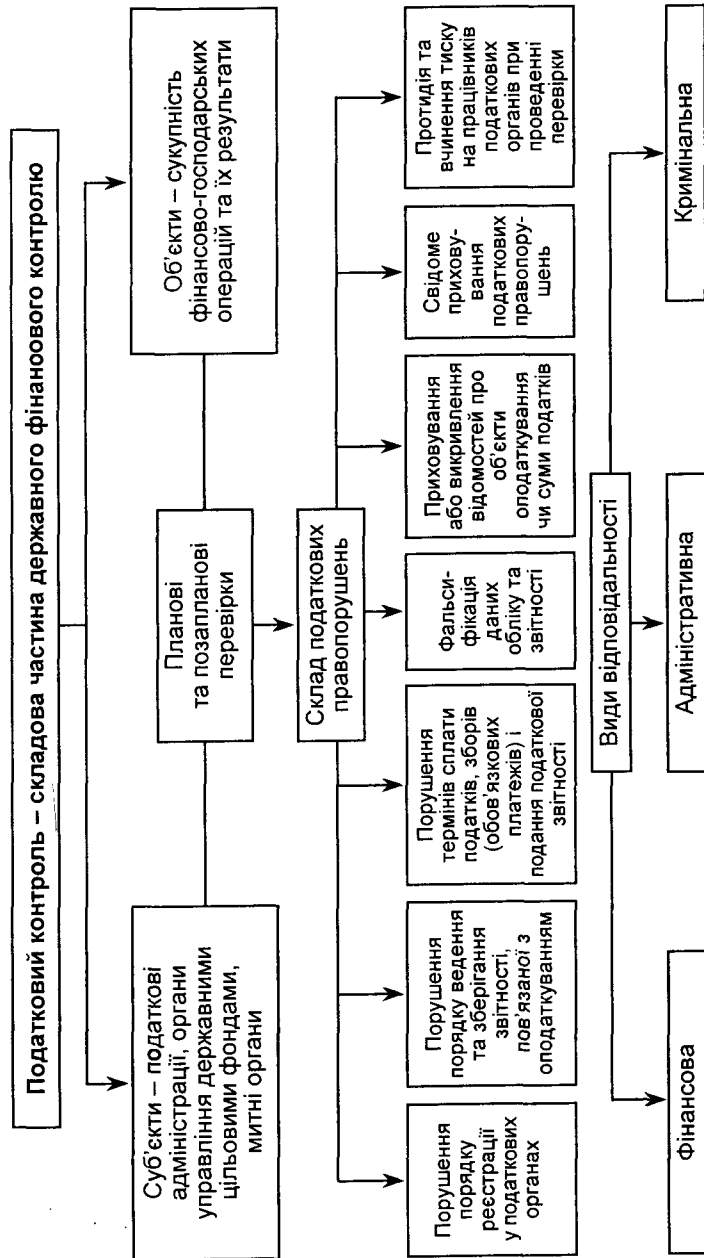 Податковий контроль – складова частина державного фінаноового контролю
Суб'єкти – податкові
адміністрації, органи
управління державними
цільовими фондами,
митні органи
Планові
та позапланові
перевірки
Об'єкти – сукупність
фінансово-господарських
операцій та їх результати
Склад податкових
правопорушень
Порушення
порядку
реєстрації
у податкових
органах
Порушення
порядку ведення
та зберігання
звітності,
пов'язаної з
оподаткуванням
Порушення
термінів сплати
податків, зборів
(обов'язкових
платежів) і
подання податкової
звітності
Фальси-
фікація
даних
обліку та
звітності
Приховування
або викривлення
відомостей про
об'єкти
оподаткування
чи суми податків
Свідоме
прихову-
вання
податкових
правопору-
шень
Протидія та
вчинення тиску
на працівників
податкових
органів при
проведенні
перевірки
Види відповідальності
Фінансова
Адміністративна
Кримінальна